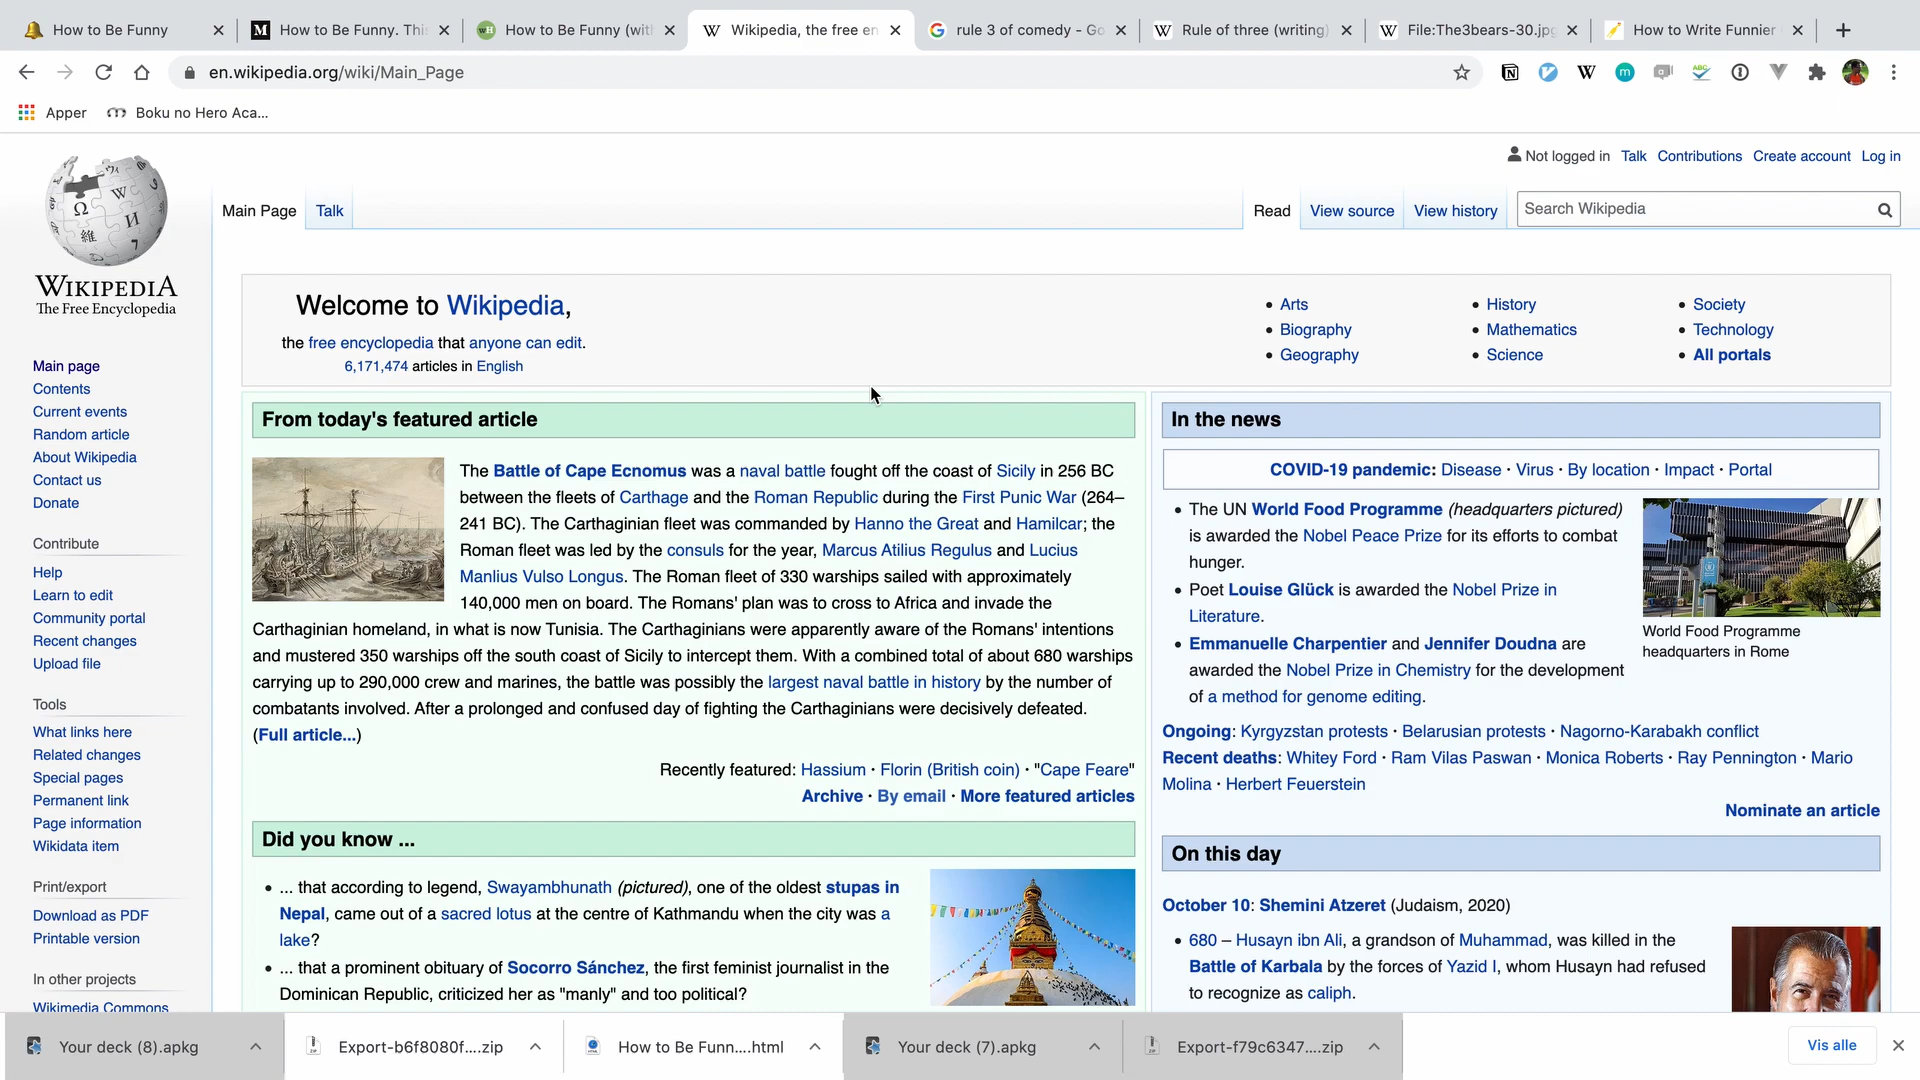 How to Be Funny
How to Be Funny. This
How to Be Funny (with
Wikipedia, the free en
rule 3 of comedy - Go
Rule of three (writing)
File:The3bears-30.jpg
How to Write Funnier
en.wikipedia.org/wiki/Main_Page
Apper
Boku no Hero Aca...
Not logged in Talk Contributions Create account Log in
Main Page Talk
Read View source View history
Search Wikipedia
WIKIPEDIA
The Free Encyclopedia
Main page
Contents
Current events
Random article
About Wikipedia
Contact us
Donate
Contribute
Help
Learn to edit
Community portal
Recent changes
Upload file
Tools
What links here
Related changes
Special pages
Permanent link
Page information
Wikidata item
Print/export
Download as PDF
Printable version
In other projects
Wikimedia Commons
Welcome to Wikipedia,
the free encyclopedia that anyone can edit.
6,171,474 articles in English
Arts
Biography
Geography
History
Mathematics
Science
Society
Technology
All portals
From today's featured article
The Battle of Cape Ecnomus was a naval battle fought off the coast of Sicily in 256 BC
between the fleets of Carthage and the Roman Republic during the First Punic War (264–
241 BC). The Carthaginian fleet was commanded by Hanno the Great and Hamilcar; the
Roman fleet was led by the consuls for the year, Marcus Atilius Regulus and Lucius
Manlius Vulso Longus. The Roman fleet of 330 warships sailed with approximately
140,000 men on board. The Romans' plan was to cross to Africa and invade the
Carthaginian homeland, in what is now Tunisia. The Carthaginians were apparently aware of the Romans' intentions
and mustered 350 warships off the south coast of Sicily to intercept them. With a combined total of about 680 warships
carrying up to 290,000 crew and marines, the battle was possibly the largest naval battle in history by the number of
combatants involved. After a prolonged and confused day of fighting the Carthaginians were decisively defeated.
(Full article...)
Recently featured: Hassium · Florin (British coin) · "Cape Feare"
Archive · By email · More featured articles
Did you know ...
... that according to legend, Swayambhunath (pictured), one of the oldest stupas in
Nepal, came out of a sacred lotus at the centre of Kathmandu when the city was a
lake?
... that a prominent obituary of Socorro Sánchez, the first feminist journalist in the
Dominican Republic, criticized her as "manly" and too political?
In the news
COVID-19 pandemic: Disease · Virus · By location · Impact · Portal
The UN World Food Programme (headquarters pictured)
is awarded the Nobel Peace Prize for its efforts to combat
hunger.
Poet Louise Glück is awarded the Nobel Prize in
Literature.
Emmanuelle Charpentier and Jennifer Doudna are
awarded the Nobel Prize in Chemistry for the development
of a method for genome editing.
World Food Programme
headquarters in Rome
Ongoing: Kyrgyzstan protests · Belarusian protests · Nagorno-Karabakh conflict
Recent deaths: Whitey Ford · Ram Vilas Paswan · Monica Roberts · Ray Pennington · Mario
Molina · Herbert Feuerstein
Nominate an article
On this day
October 10: Shemini Atzeret (Judaism, 2020)
680 – Husayn ibn Ali, a grandson of Muhammad, was killed in the
Battle of Karbala by the forces of Yazid I, whom Husayn had refused
to recognize as caliph.
Your deck (8).apkg
Export-b6f8080f....zip
How to Be Funn....html
Your deck (7).apkg
Export-f79c6347....zip
Vis alle